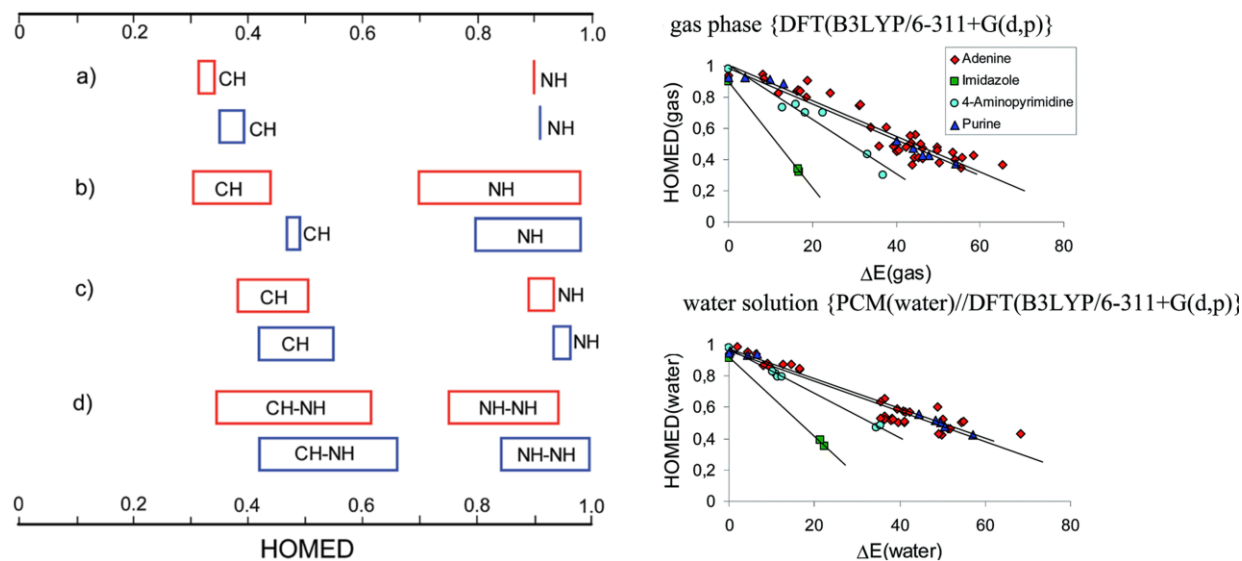 0 0.2 0.4 0.6 0.8 1.0
a) CH NH
CH NH
b) CH NH
CH NH
c) CH NH
CH NH
d) CH-NH NH-NH
CH-NH NH-NH
0 0.2 0.4 0.6 0.8 1.0
HOMED
gas phase {DFT(B3LYP/6-311+G(d,p)}
HOMED(gas)
1
0,8
0,6
0,4
0,2
0
0 20 40 60 80
ΔE(gas)
Adenine
Imidazole
4-Aminopyrimidine
Purine
water solution {PCM(water)//DFT(B3LYP/6-311+G(d,p)}
HOMED(water)
1
0,8
0,6
0,4
0,2
0
0 20 40 60 80
ΔE(water)